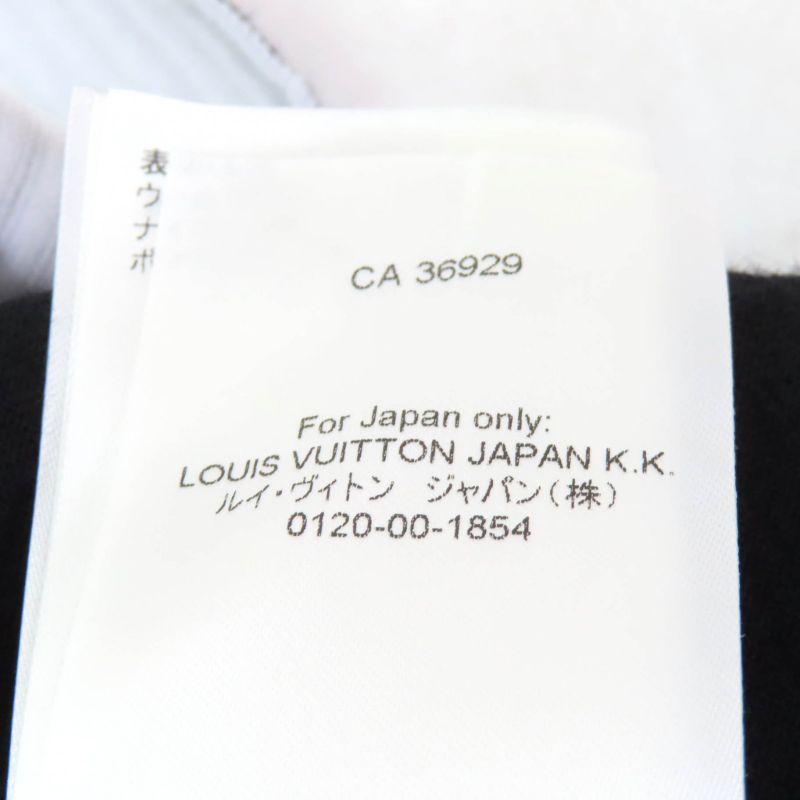 表
ウ
ナ
ポ
CA 36929
For Japan only:
LOUIS VUITTON JAPAN K.K.
ルイ・ヴィトン ジャパン(株)
0120-00-1854